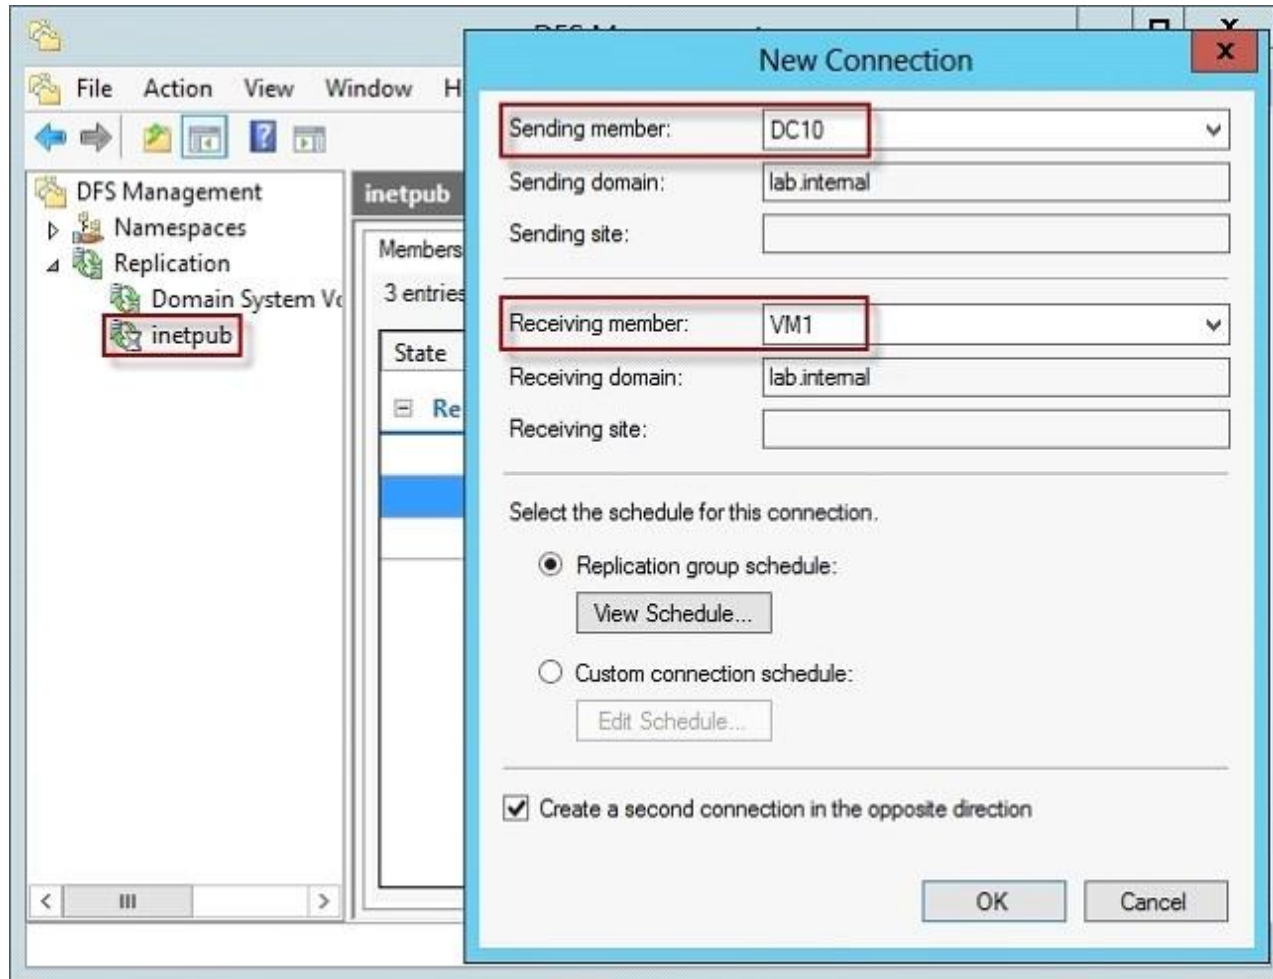 New Connection
X
File Action View Window H
DFS Management
Namespaces
Replication
Domain System Vo
inetpub
inetpub
Members
3 entries
State
Re
Sending member: DC10
Sending domain: lab.internal
Sending site:
Receiving member: VM1
Receiving domain: lab.internal
Receiving site:
Select the schedule for this connection.
Replication group schedule:
View Schedule...
Custom connection schedule:
Edit Schedule...
Create a second connection in the opposite direction
OK Cancel